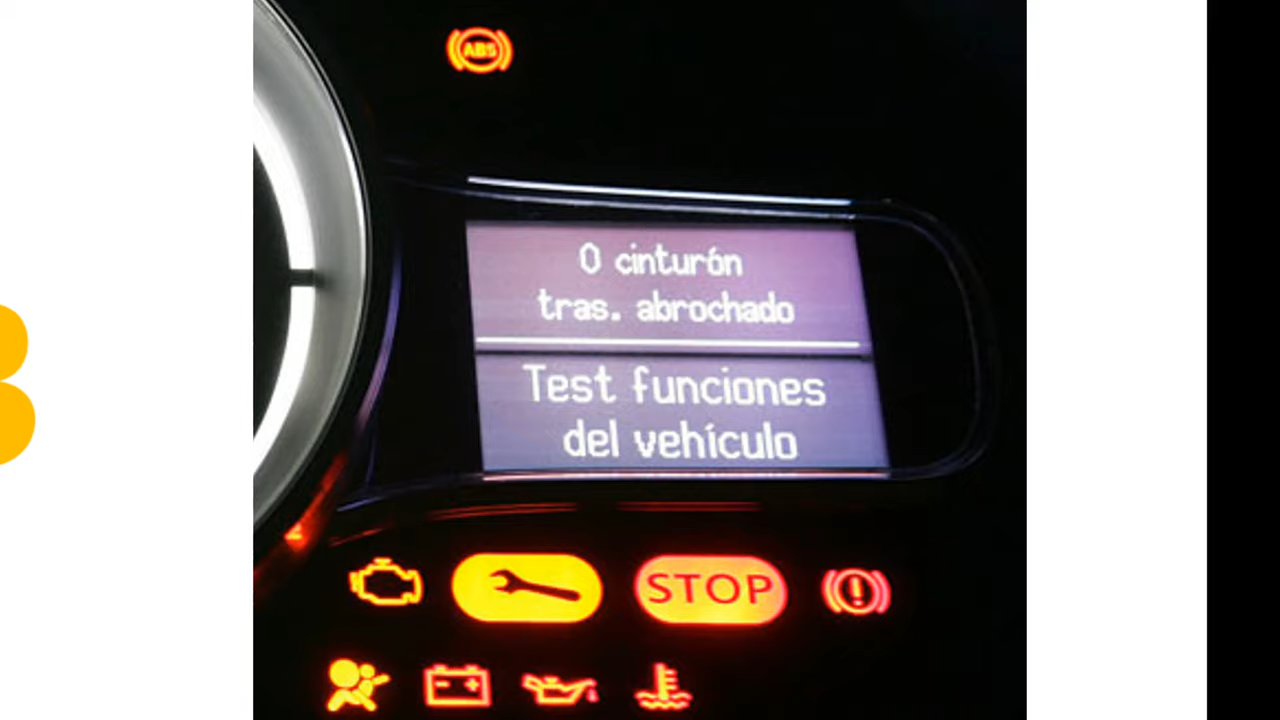 ABS
0 cinturón
tras. abrochado
Test funciones
del vehículo
STOP